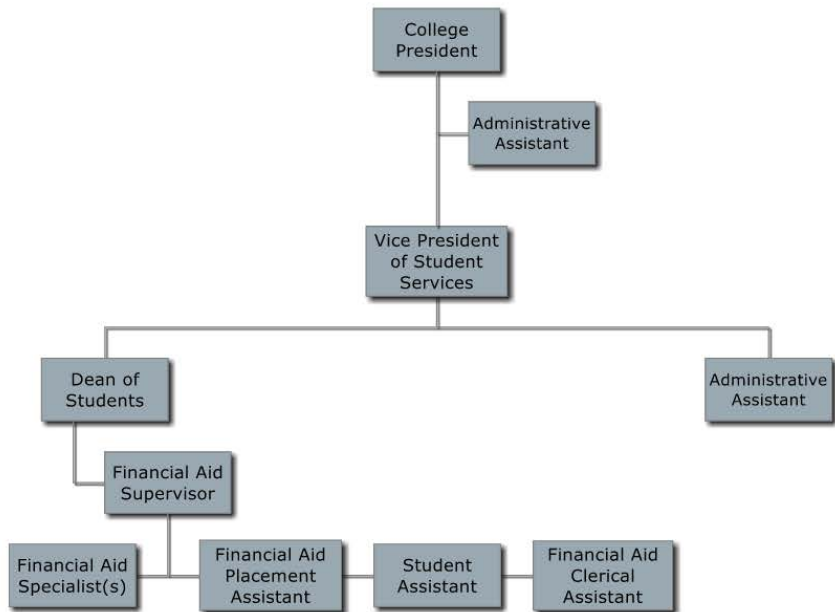 College
President
Administrative
Assistant
Vice President
of Student
Services
Dean of
Students
Administrative
Assistant
Financial Aid
Supervisor
Financial Aid
Specialist(s)
Financial Aid
Placement
Assistant
Student
Assistant
Financial Aid
Clerical
Assistant